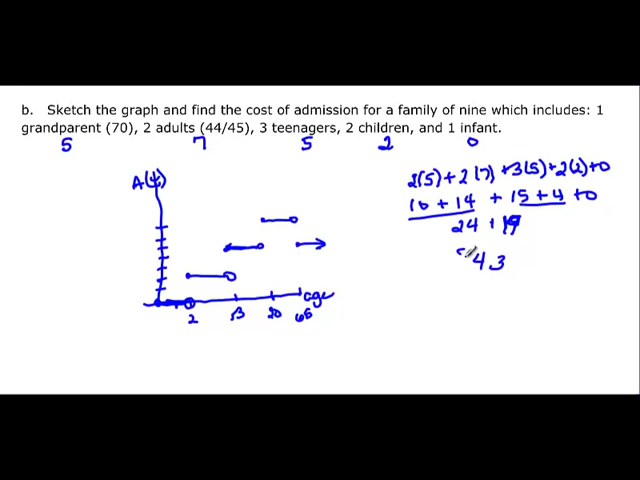 b. Sketch the graph and find the cost of admission for a family of nine which includes: 1
grandparent (70), 2 adults (44/45), 3 teenagers, 2 children, and 1 infant.
5 7 5 2 0
2(5) + 2(7) + 3(5) + 2(2) + 0
10 + 14 + 15 + 4 + 0
24 + 19
43
A(
age
2 13 20 65